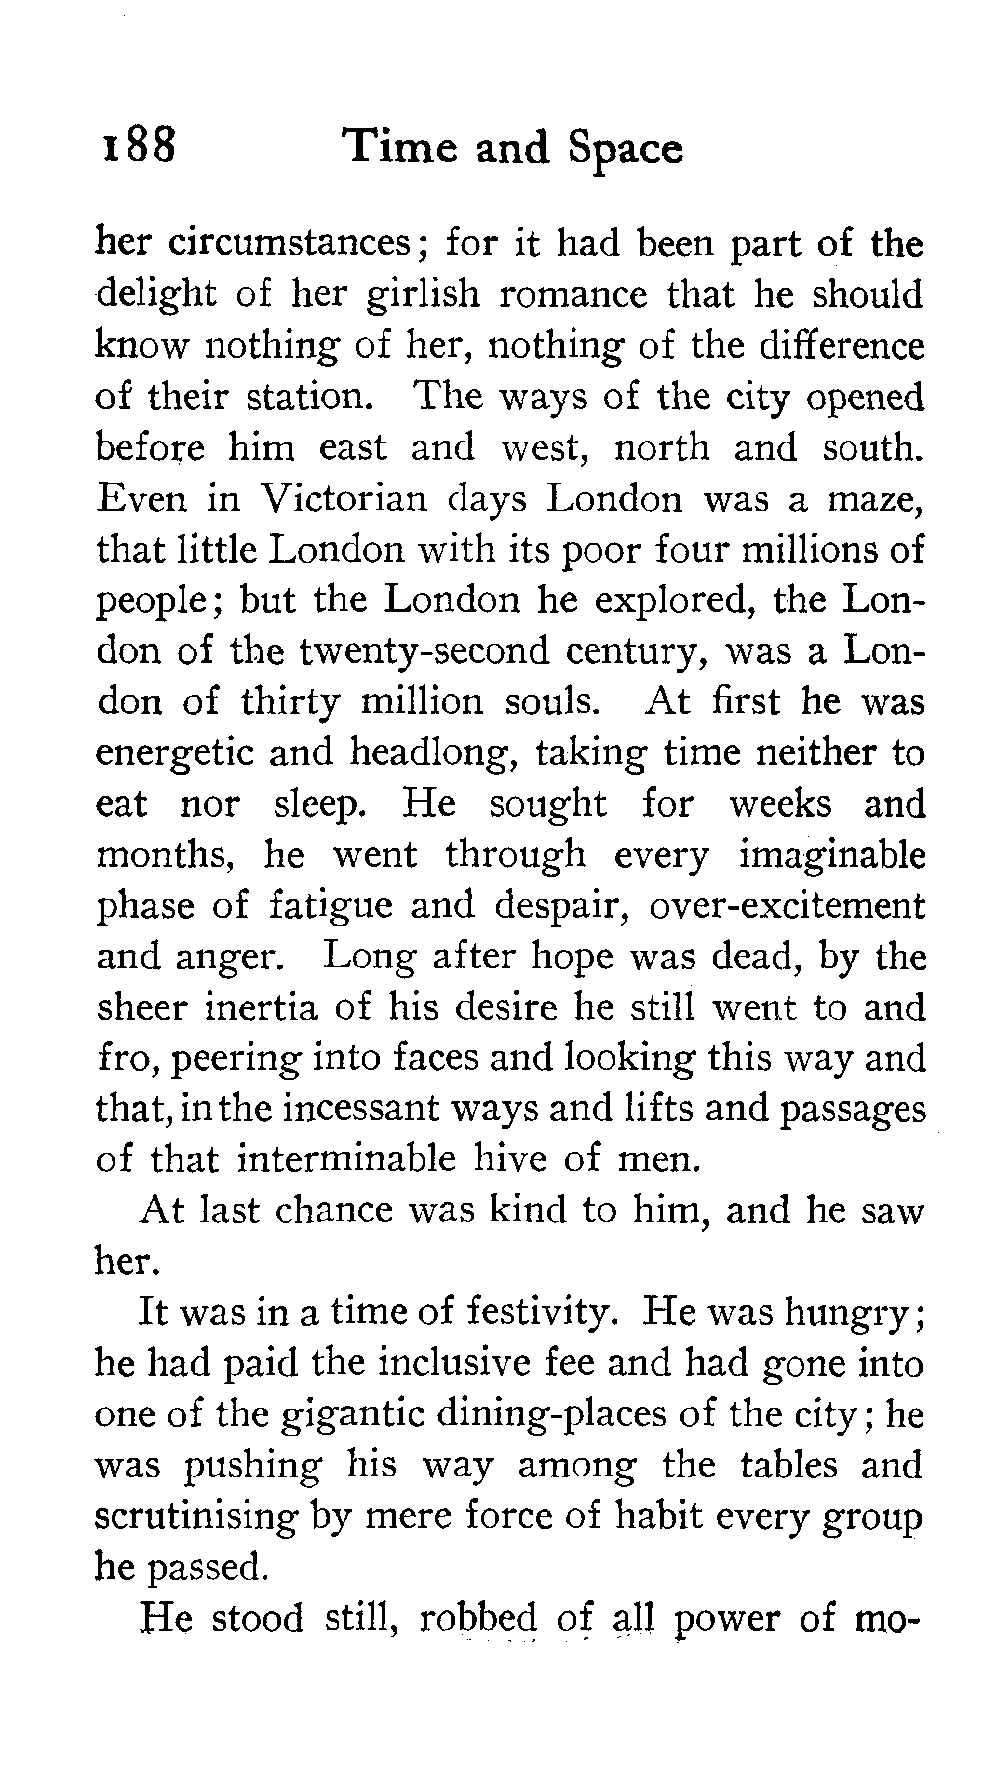 188 Time and Space
her circumstances; for it had been part of the
delight of her girlish romance that he should
know nothing of her, nothing of the difference
of their station. The ways of the city opened
before him east and west, north and south.
Even in Victorian days London was a maze,
that little London with its poor four millions of
people; but the London he explored, the Lon-
don of the twenty-second century, was a Lon-
don of thirty million souls. At first he was
energetic and headlong, taking time neither to
eat nor sleep. He sought for weeks and
months, he went through every imaginable
phase of fatigue and despair, over-excitement
and anger. Long after hope was dead, by the
sheer inertia of his desire he still went to and
fro, peering into faces and looking this way and
that, in the incessant ways and lifts and passages
of that interminable hive of men.
At last chance was kind to him, and he saw
her.
It was in a time of festivity. He was hungry;
he had paid the inclusive fee and had gone into
one of the gigantic dining-places of the city; he
was pushing his way among the tables and
scrutinising by mere force of habit every group
he passed.
He stood still, robbed of all power of mo-